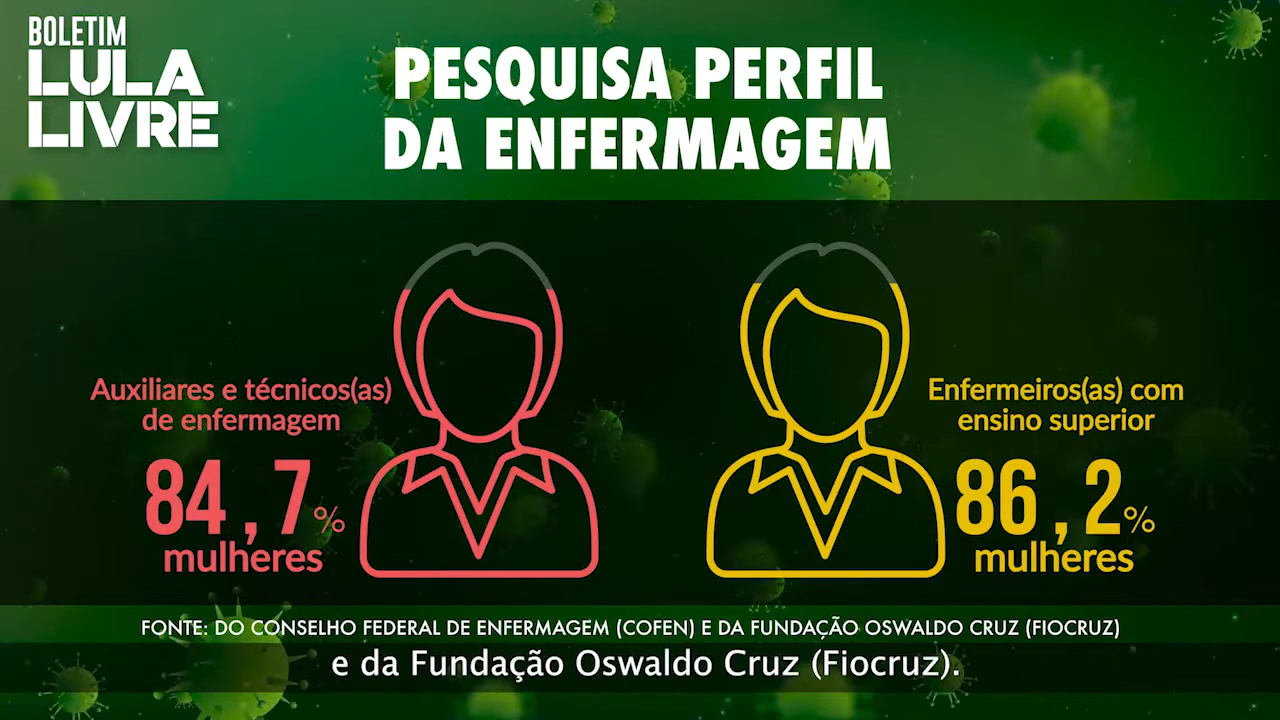 BOLETIM
LULA
LIVRE
PESQUISA PERFIL
DA ENFERMAGEM
Auxiliares e técnicos(as)
de enfermagem
84,7%
mulheres
Enfermeiros(as) com
ensino superior
86,2%
mulheres
FONTE: DO CONSELHO FEDERAL DE ENFERMAGEM (COFEN) E DA FUNDAÇÃO OSWALDO CRUZ (FIOCRUZ)
e da Fundação Oswaldo Cruz (Fiocruz).